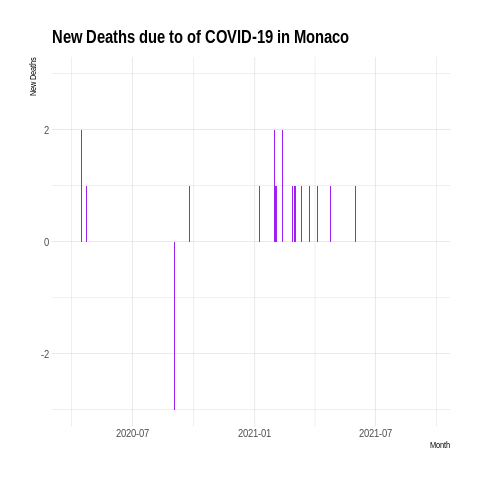 New Deaths due to of COVID-19 in Monaco
New Deaths
2
0
-2
2020-07
2021-01
2021-07
Month